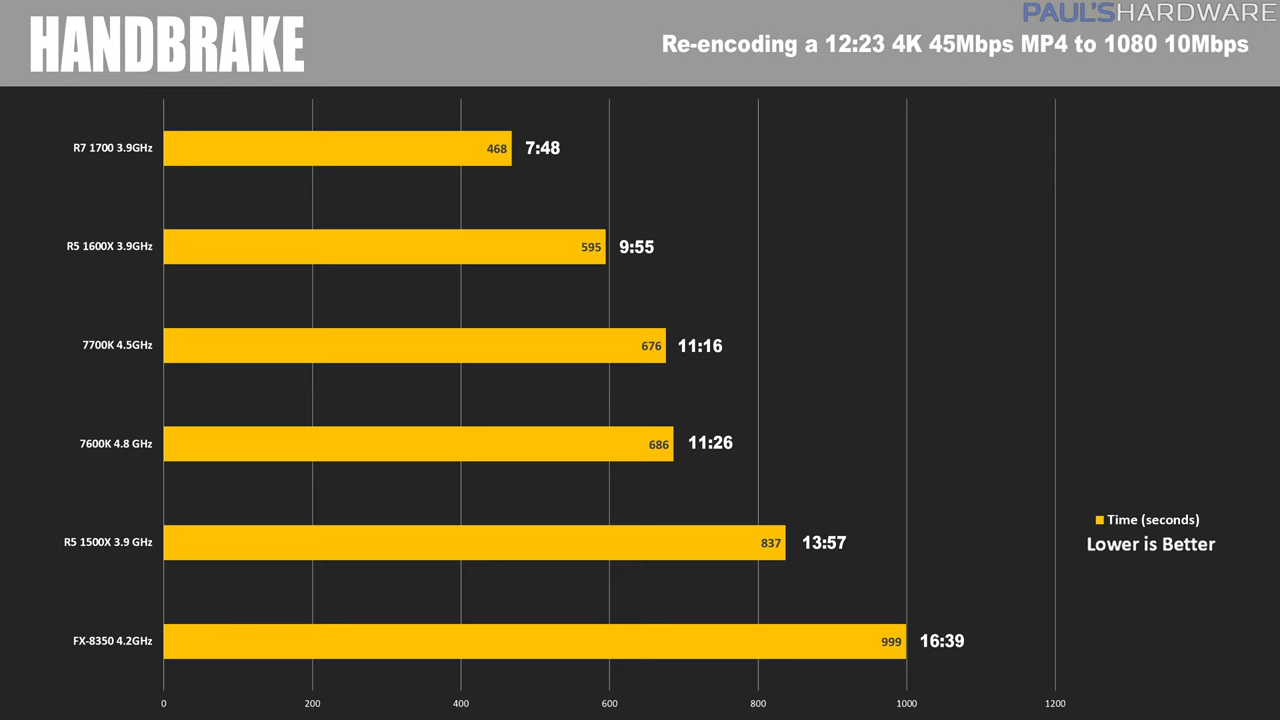 PAUL'SHARDWARE
HANDBRAKE
Re-encoding a 12:23 4K 45Mbps MP4 to 1080 10Mbps
R7 1700 3.9GHz 468 7:48
R5 1600X 3.9GHz 595 9:55
7700K 4.5GHz 676 11:16
7600K 4.8 GHz 686 11:26
R5 1500X 3.9 GHz 837 13:57
FX-8350 4.2GHz 999 16:39
Time (seconds)
Lower is Better
0 200 400 600 800 1000 1200